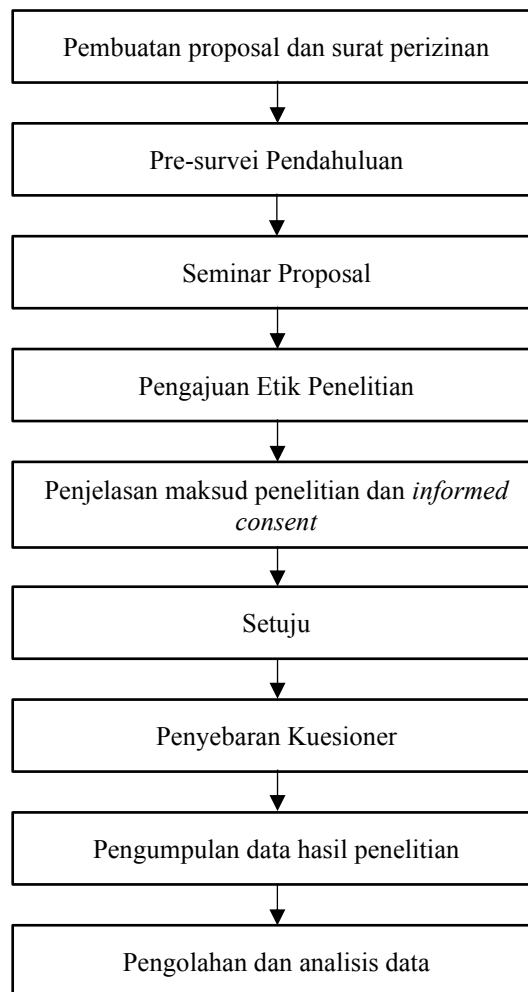 Pembuatan proposal dan surat perizinan
Pre-survei Pendahuluan
Seminar Proposal
Pengajuan Etik Penelitian
Penjelasan maksud penelitian dan informed
consent
Setuju
Penyebaran Kuesioner
Pengumpulan data hasil penelitian
Pengolahan dan analisis data